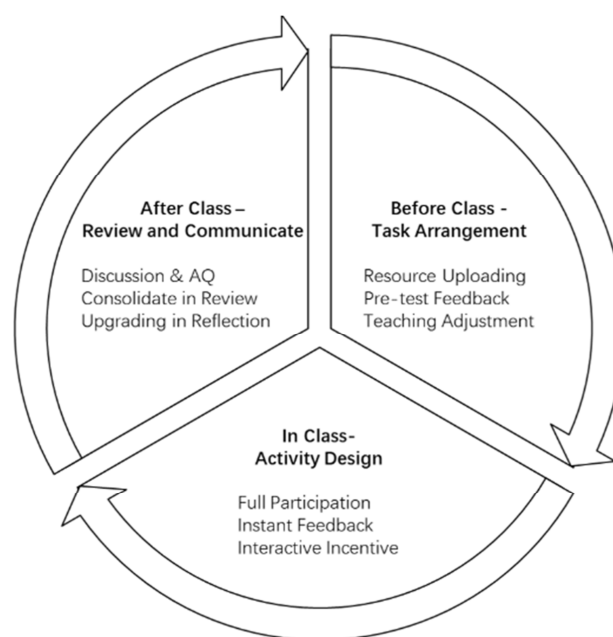 After Class –
Review and Communicate
Discussion & AQ
Consolidate in Review
Upgrading in Reflection
Before Class -
Task Arrangement
Resource Uploading
Pre-test Feedback
Teaching Adjustment
In Class-
Activity Design
Full Participation
Instant Feedback
Interactive Incentive